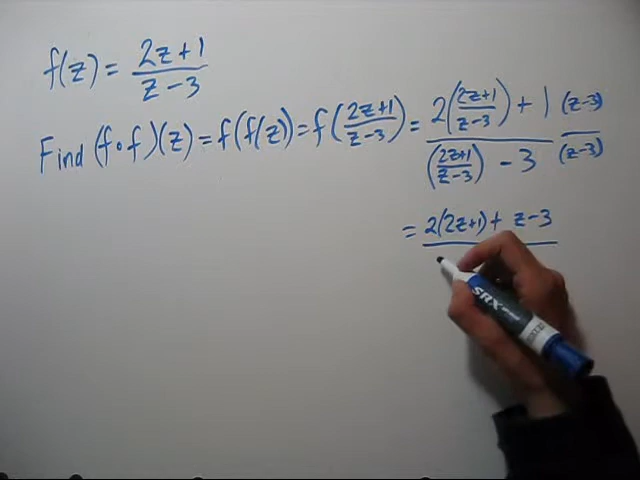 f(z) = (2z+1)/(z-3)
Find (f∘f)(z) = f(f(z)) = f((2z+1)/(z-3)) = (2((2z+1)/(z-3)) + 1)/(((2z+1)/(z-3)) - 3) (z-3)/(z-3)
= 2(2z+1) + z-3
SRX